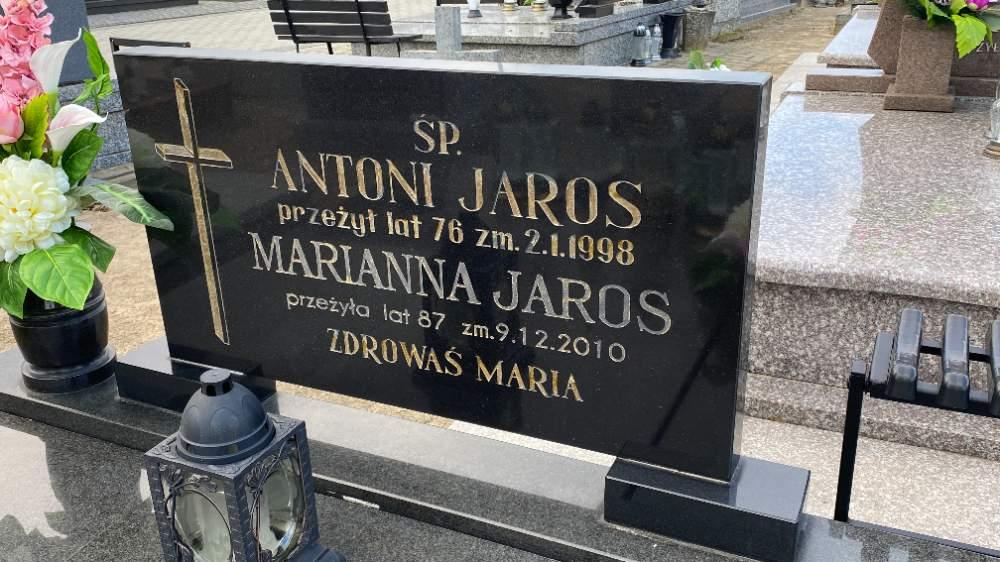 ŚP.
ANTONI JAROS
przeżył lat 76 zm. 2.1.1998
MARIANNA JAROS
przeżyła lat 87 zm. 9.12.2010
ZDROWAŚ MARIA